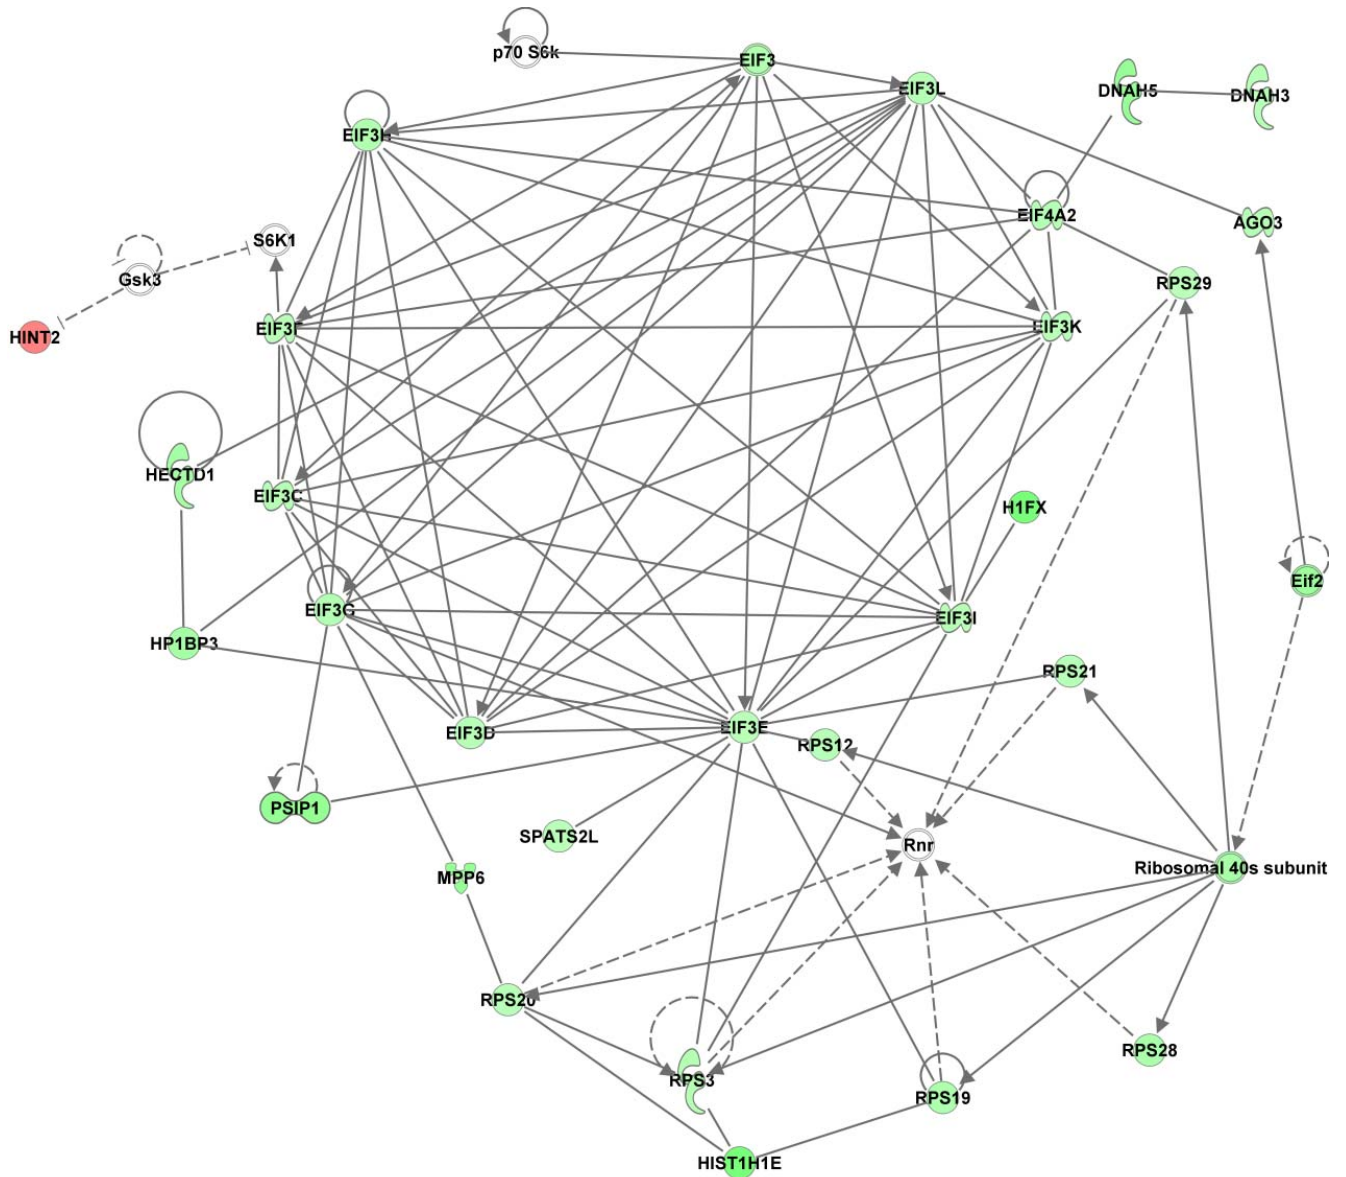 p70 S6k
EIF3
EIF3L
DNAH5
DNAH3
EIF3H
EIF4A2
AGO3
S6K1
Gsk3
RPS29
HINT2
EIF3F
EIF3K
HECTD1
EIF3C
H1FX
Eif2
EIF3G
EIF3I
HP1BP3
RPS21
EIF3D
EIF3E
RPS12
PSIP1
SPATS2L
Rnr
MPP6
Ribosomal 40s subunit
RPS20
RPS28
RPS3
RPS19
HIST1H1E